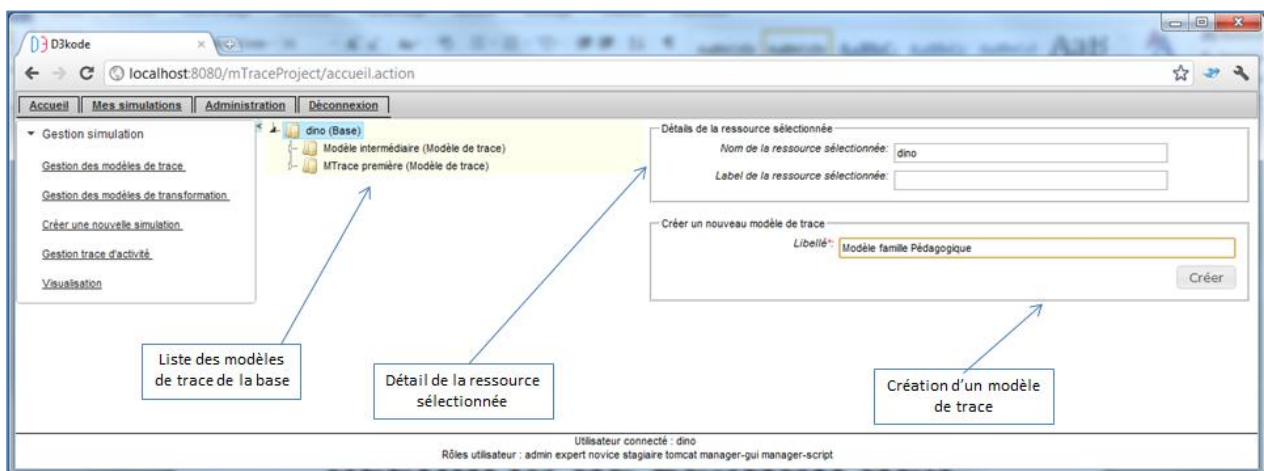 D3kode
localhost:8080/mTraceProject/accueil.action
Accueil Mes simulations Administration Déconnexion
Gestion simulation
Gestion des modèles de trace
Gestion des modèles de transformation
Créer une nouvelle simulation
Gestion trace d'activité
Visualisation
dino (Base)
Modèle intermédiaire (Modèle de trace)
MTrace première (Modèle de trace)
Détails de la ressource sélectionnée
Nom de la ressource sélectionnée: dino
Label de la ressource sélectionnée:
Créer un nouveau modèle de trace
Libellé*: Modèle famille Pédagogique
Créer
Liste des modèles
de trace de la base
Détail de la ressource
sélectionnée
Création d'un modèle
de trace
Utilisateur connecté : dino
Rôles utilisateur : admin expert novice stagiaire tomcat manager-gui manager-script